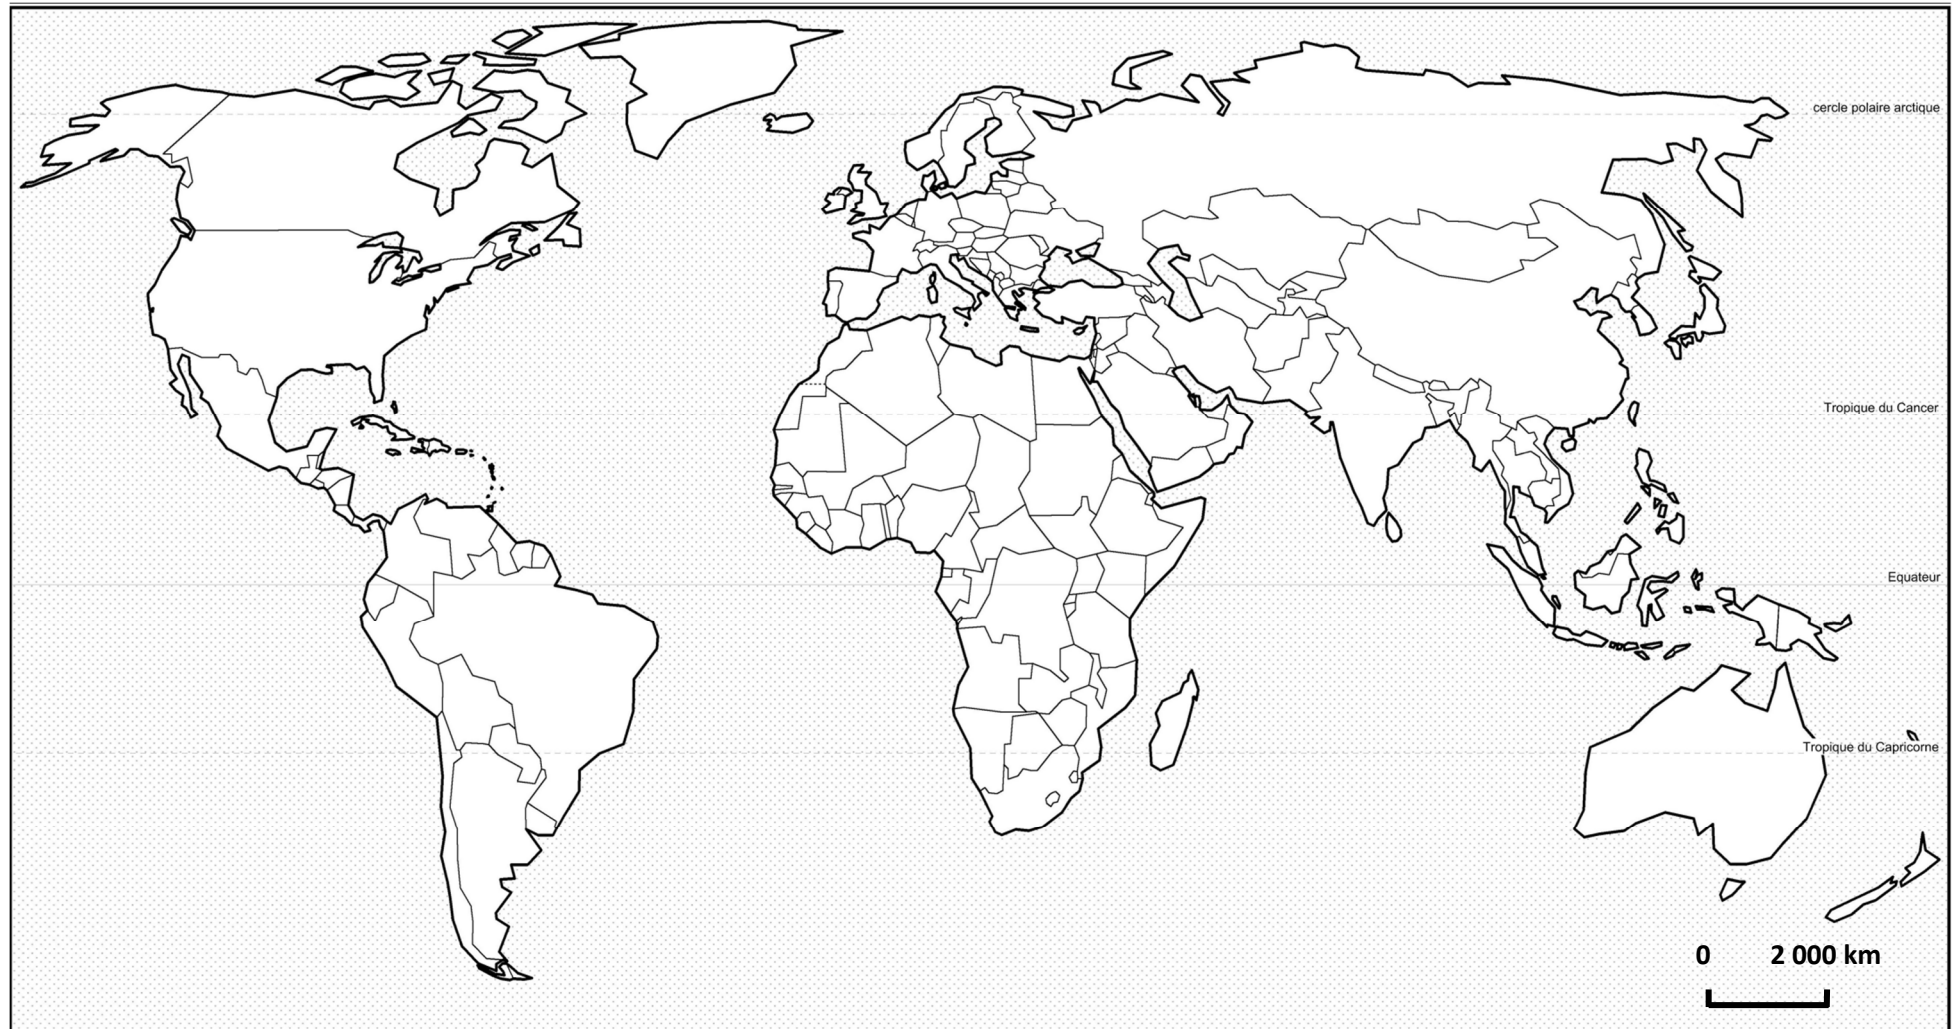 cercle polaire arctique
Tropique du Cancer
Equateur
Tropique du Capricorne
0 2 000 km